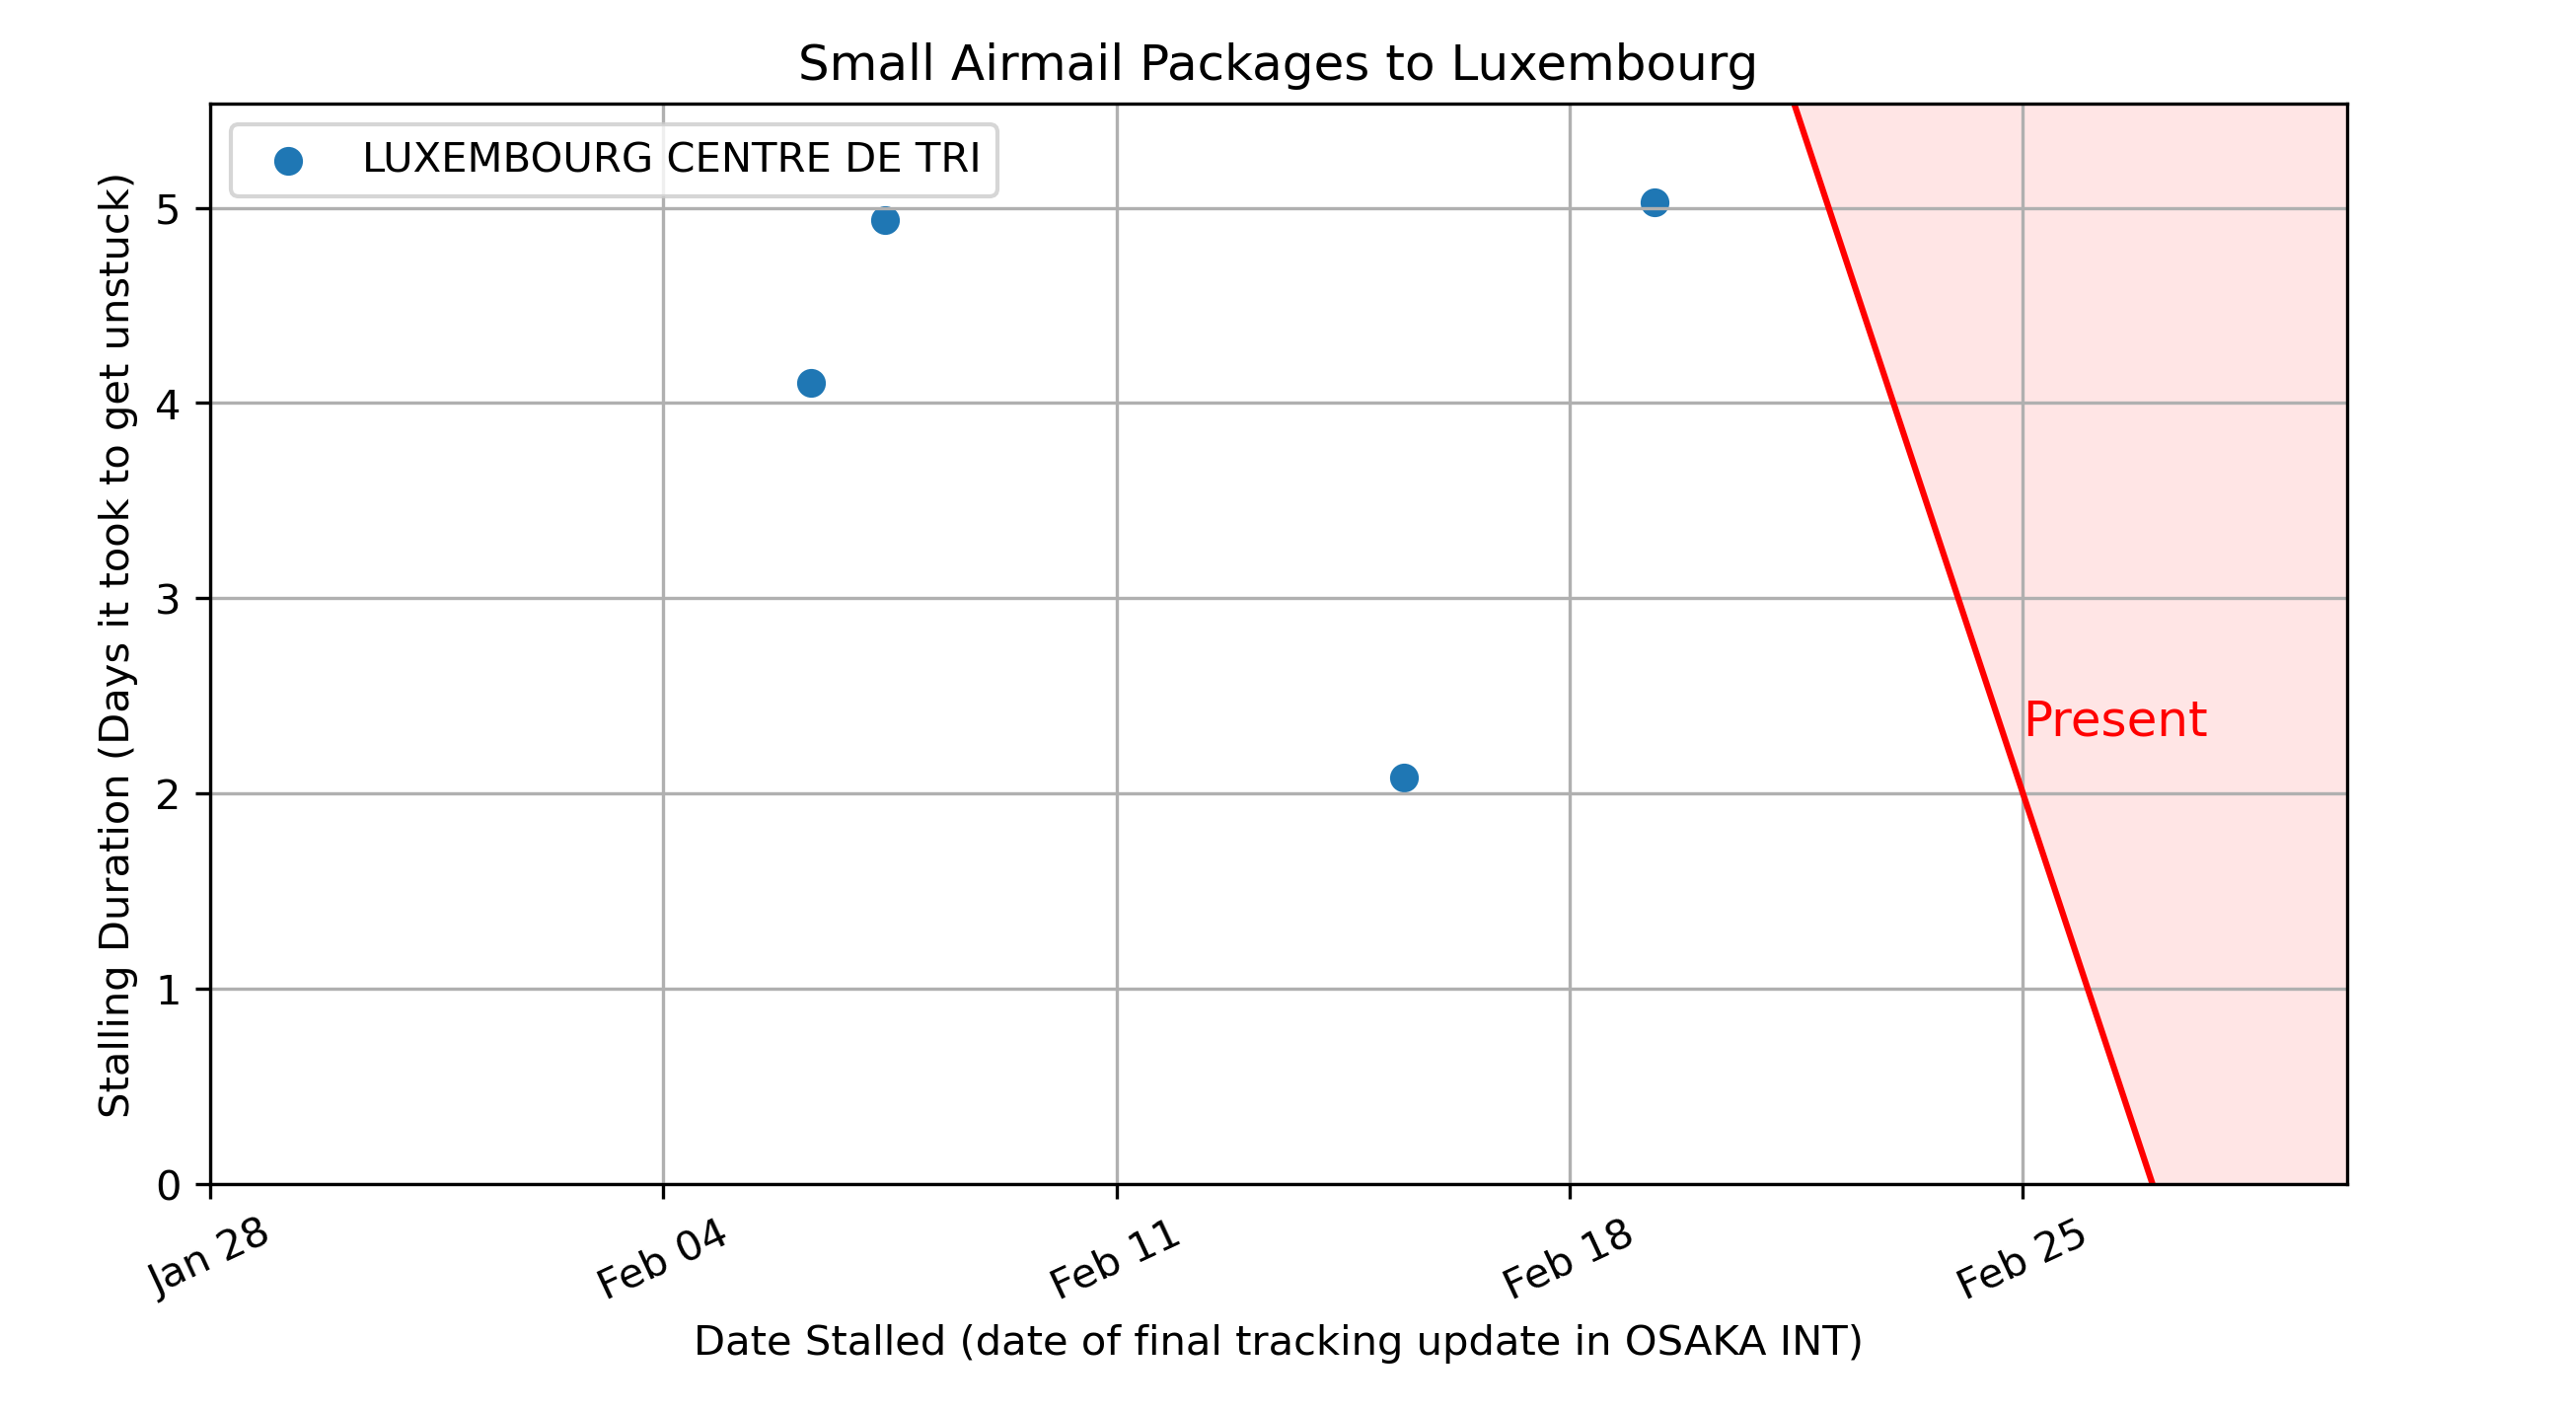 Small Airmail Packages to Luxembourg
LUXEMBOURG CENTRE DE TRI
Stalling Duration (Days it took to get unstuck)
5
4
3
2
1
0
Present
Jan 28
Feb 04
Feb 11
Feb 18
Feb 25
Date Stalled (date of final tracking update in OSAKA INT)